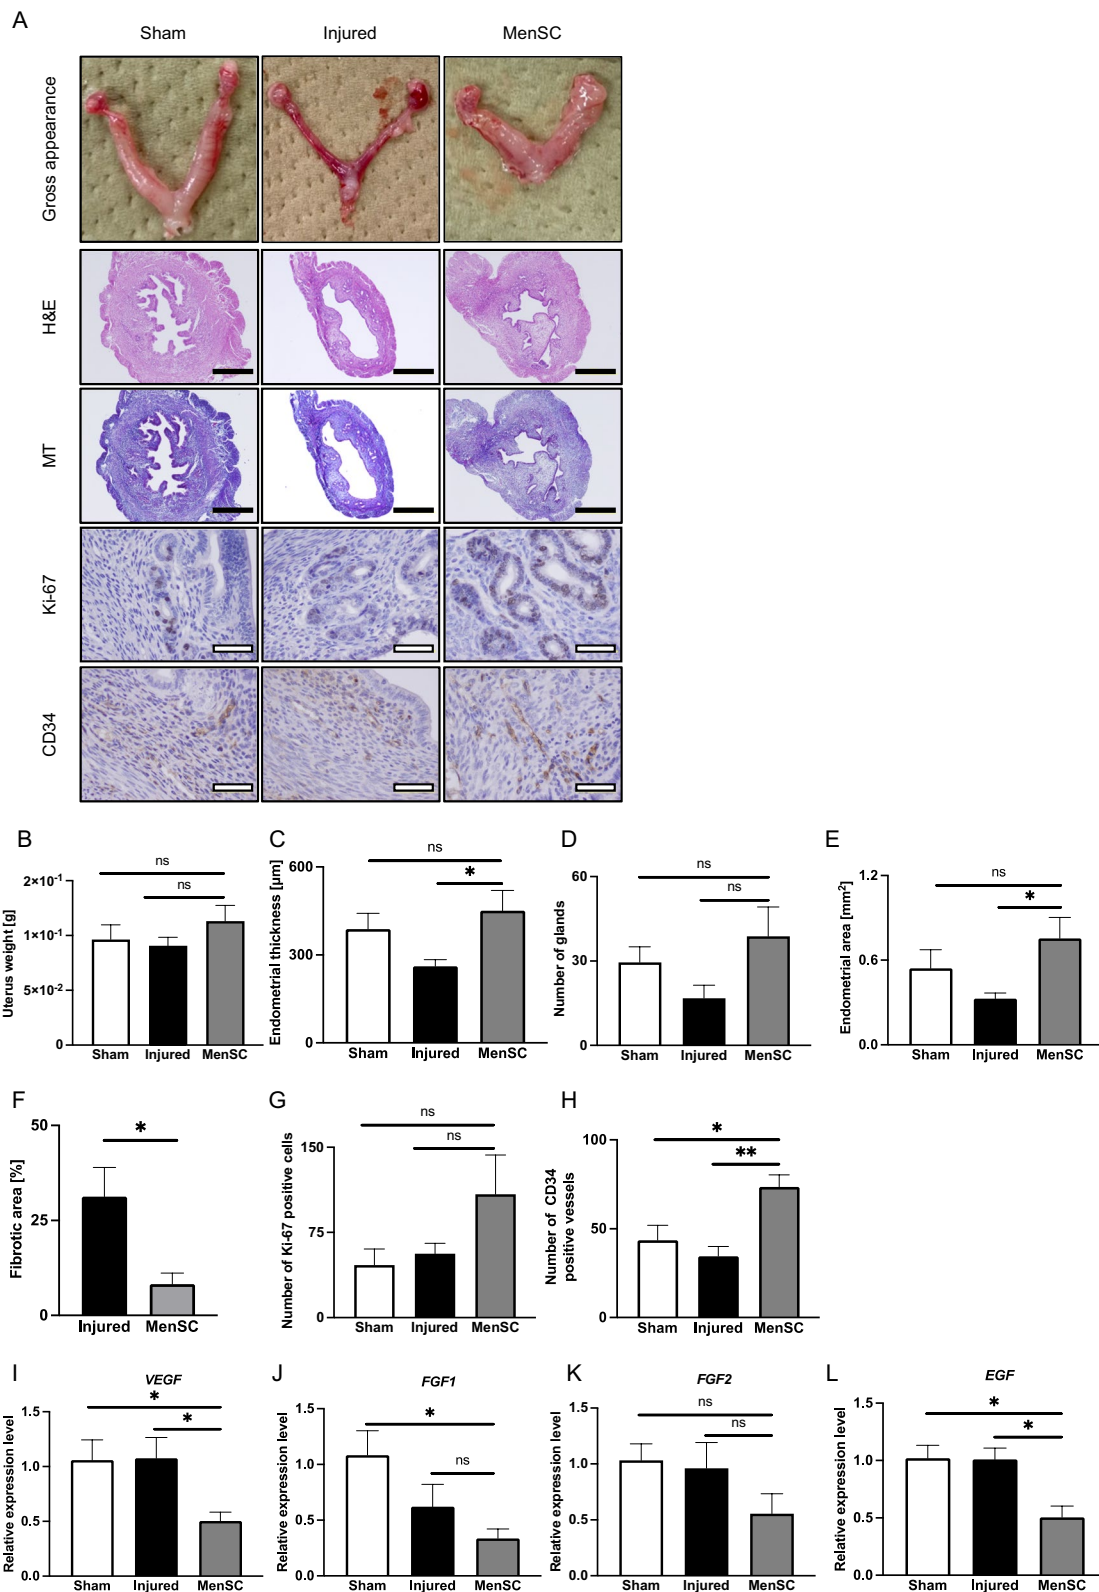 A
Sham Injured MenSC
Gross appearance
H&E
MT
Ki-67
CD34
B
ns
ns
Uterus weight [g]
2×10⁻¹
1×10⁻¹
5×10⁻²
0
Sham Injured MenSC
C
ns
*
Endometrial thickness [µm]
600
300
0
Sham Injured MenSC
D
ns
ns
Number of glands
60
30
0
Sham Injured MenSC
E
ns
*
Endometrial area [mm²]
1.2
0.6
0.0
Sham Injured MenSC
F
*
Fibrotic area [%]
50
25
0
Injured MenSC
G
ns
ns
Number of Ki-67 positive cells
150
75
0
Sham Injured MenSC
H
*
**
Number of CD34
positive vessels
100
50
0
Sham Injured MenSC
I
VEGF
*
*
Relative expression level
1.5
1.0
0.5
0.0
Sham Injured MenSC
J
FGF1
*
ns
Relative expression level
1.5
1.0
0.5
0.0
Sham Injured MenSC
K
FGF2
ns
ns
Relative expression level
1.5
1.0
0.5
0.0
Sham Injured MenSC
L
EGF
*
*
Relative expression level
1.5
1.0
0.5
0.0
Sham Injured MenSC